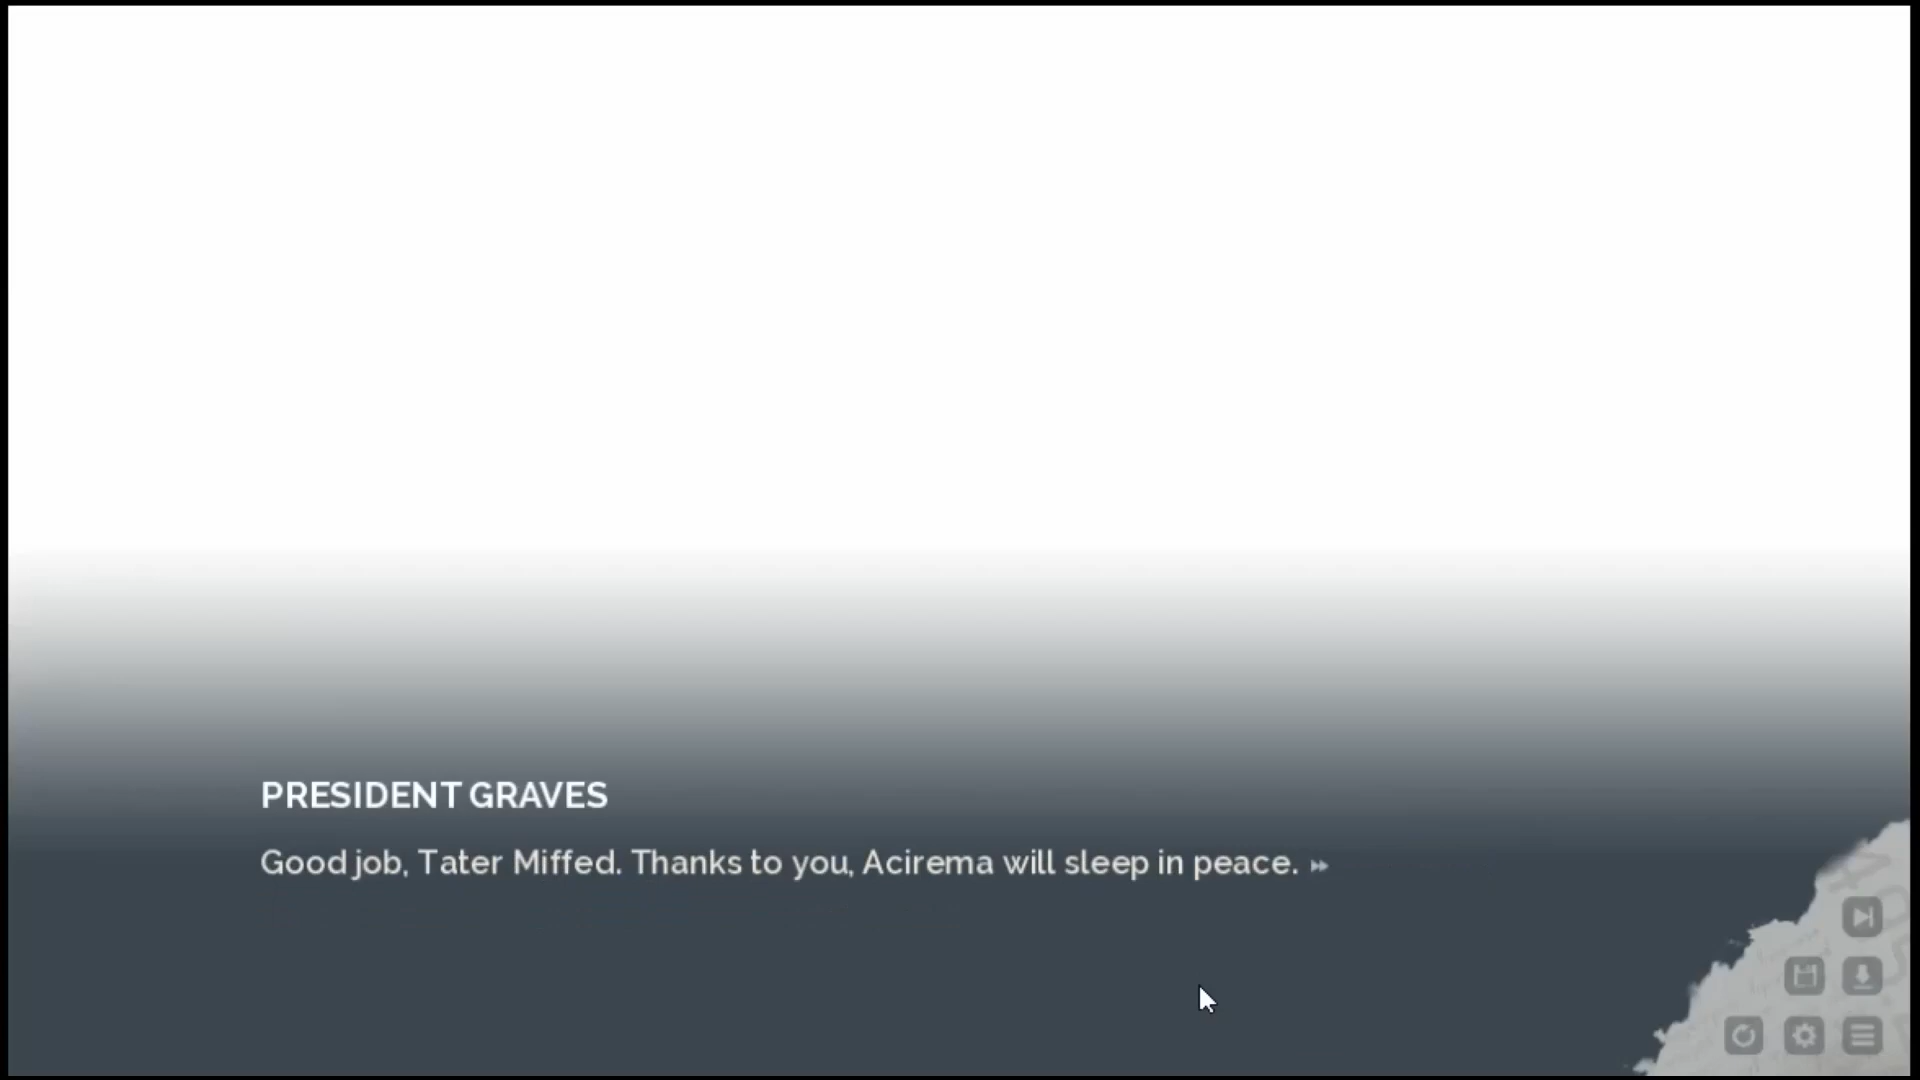 PRESIDENT GRAVES
Good job, Tater Miffed. Thanks to you, Acirema will sleep in peace.